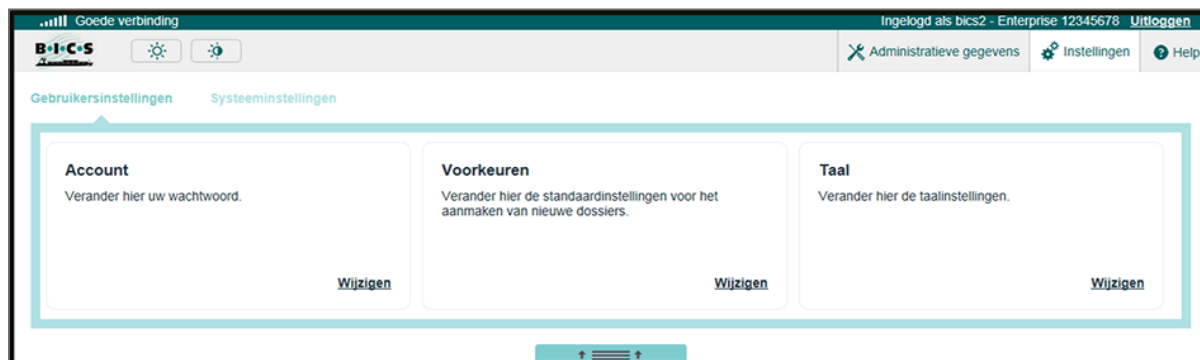 Goede verbinding
Ingelogd als bics2 - Enterprise 12345678 Uitloggen
B•I•C•S
Administratieve gegevens
Instellingen
Help
Gebruikersinstellingen
Systeeminstellingen
Account
Verander hier uw wachtwoord.
Wijzigen
Voorkeuren
Verander hier de standaardinstellingen voor het
aanmaken van nieuwe dossiers.
Wijzigen
Taal
Verander hier de taalinstellingen.
Wijzigen